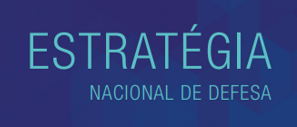 ESTRATÉGIA
NACIONAL DE DEFESA